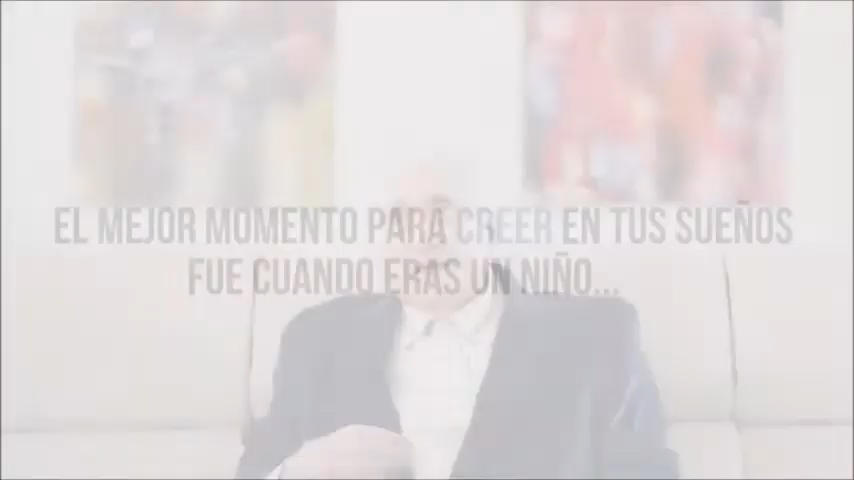 EL MEJOR MOMENTO PARA CREER EN TUS SUEÑOS
FUE CUANDO ERAS UN NIÑO...